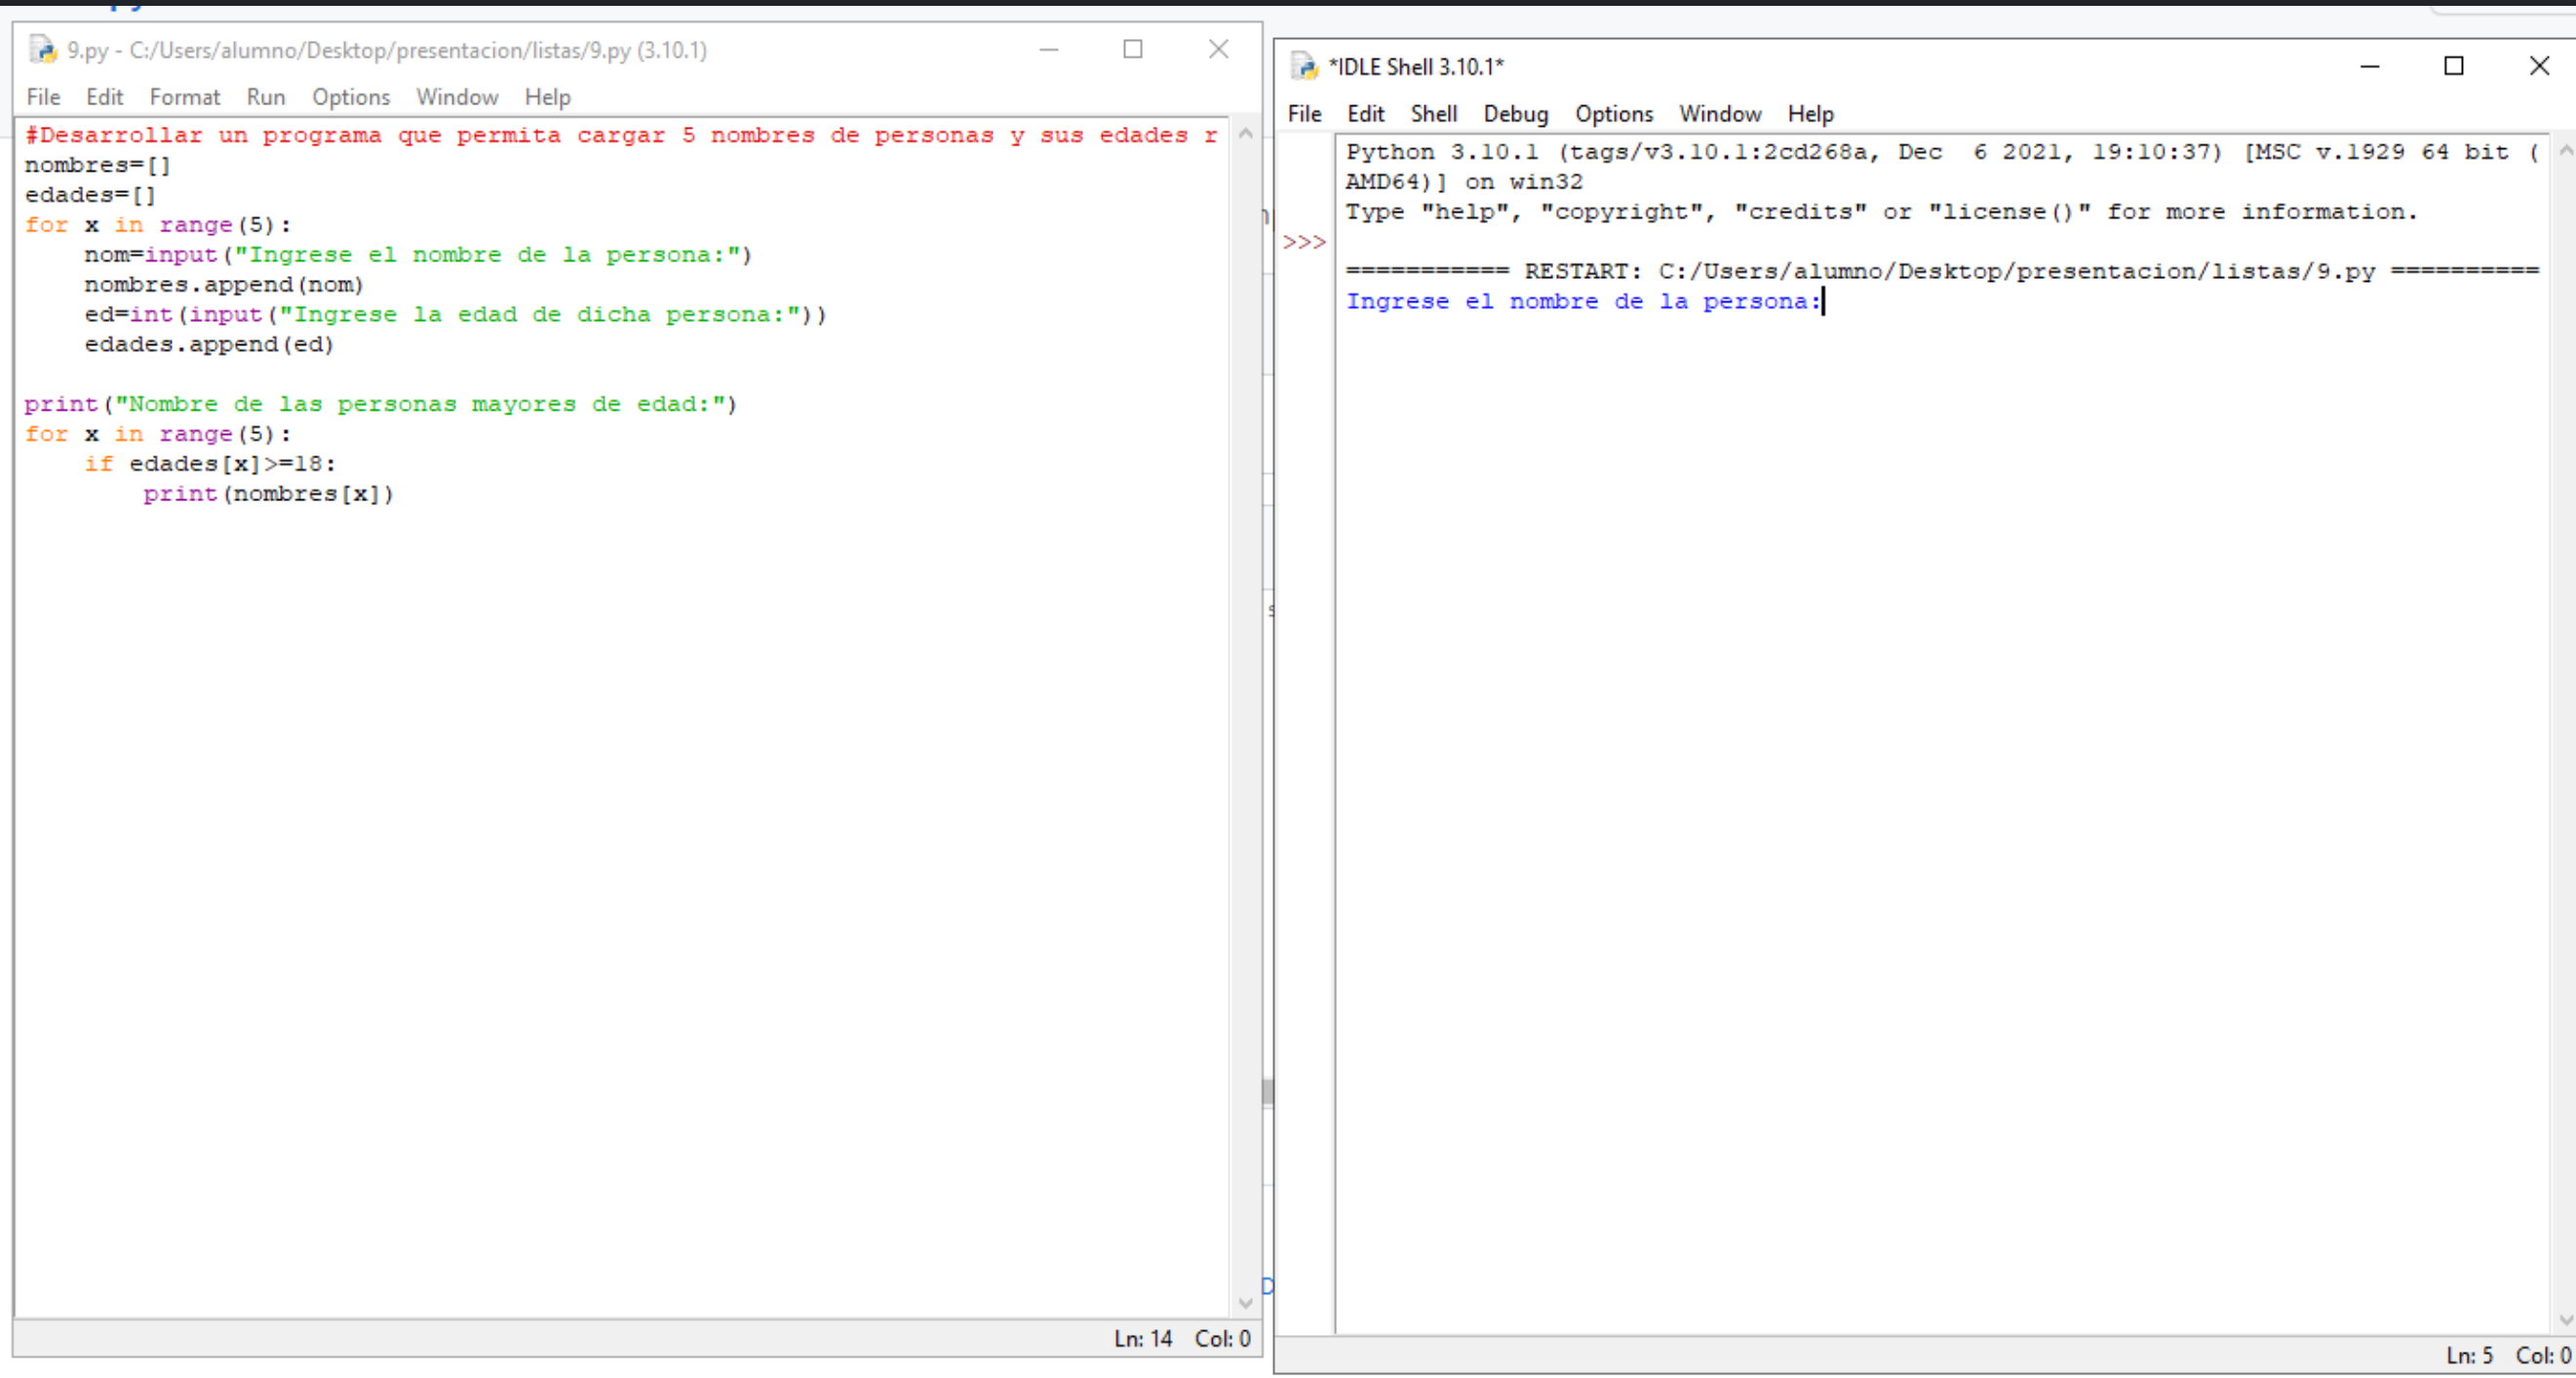 9.py - C:/Users/alumno/Desktop/presentacion/listas/9.py (3.10.1)
File Edit Format Run Options Window Help
#Desarrollar un programa que permita cargar 5 nombres de personas y sus edades r
nombres=[]
edades=[]
for x in range(5):
    nom=input("Ingrese el nombre de la persona:")
    nombres.append(nom)
    ed=int(input("Ingrese la edad de dicha persona:"))
    edades.append(ed)
print("Nombre de las personas mayores de edad:")
for x in range(5):
    if edades[x]>=18:
        print(nombres[x])
Ln: 14 Col: 0
*IDLE Shell 3.10.1*
File Edit Shell Debug Options Window Help
Python 3.10.1 (tags/v3.10.1:2cd268a, Dec  6 2021, 19:10:37) [MSC v.1929 64 bit (
AMD64)] on win32
Type "help", "copyright", "credits" or "license()" for more information.
>>>
=========== RESTART: C:/Users/alumno/Desktop/presentacion/listas/9.py ==========
Ingrese el nombre de la persona:
Ln: 5 Col: 0